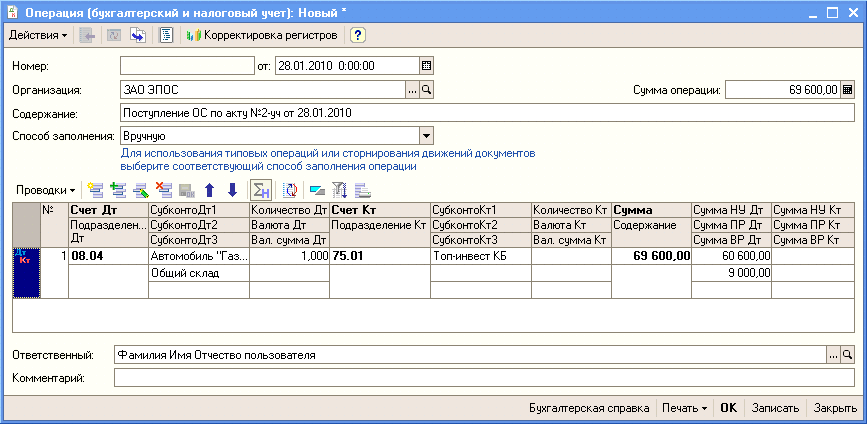 Операция (бухгалтерский и налоговый учет): Новый *
Действия Корректировка регистров ?
Номер: от: 28.01.2010 0:00:00
Организация: ЗАО ЭПОС ... Сумма операции: 69 600,00
Содержание: Поступление ОС по акту №2-уч от 28.01.2010
Способ заполнения: Вручную
Для использования типовых операций или сторнирования движений документов
выберите соответствующий способ заполнения операции
Проводки
№ Счет Дт СубконтоДт1 Количество Дт Счет Кт СубконтоКт1 Количество Кт Сумма Сумма НУ Дт Сумма НУ Кт
Подразделен... Дт СубконтоДт2 Валюта Дт Подразделение Кт СубконтоКт2 Валюта Кт Содержание Сумма ПР Дт Сумма ПР Кт
СубконтоДт3 Вал. сумма Дт СубконтоКт3 Вал. сумма Кт Сумма ВР Дт Сумма ВР Кт
Дт Кт 1 08.04 Автомобиль "Газ... 1,000 75.01 Топ-инвест КБ 69 600,00 60 600,00
Общий склад 9 000,00
Ответственный: Фамилия Имя Отчество пользователя ...
Комментарий:
Бухгалтерская справка Печать OK Записать Закрыть